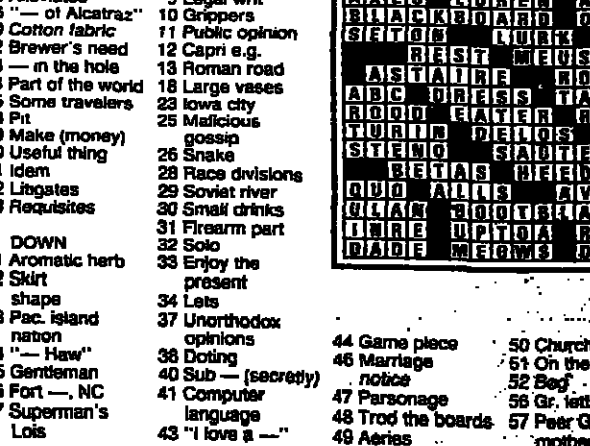 "— of Alcatraz"
Cotton fabric
Brewer's need
— in the hole
Part of the world
Some travelers
Pit
Make (money)
Useful thing
Idem
Litigates
Requisites
DOWN
Aromatic herb
Skirt
shape
Pac. island
nation
"— Haw"
Gentleman
Fort —, NC
Superman's
Lois
10 Grippers
11 Public opinion
12 Capri e.g.
13 Roman road
18 Large vases
23 Iowa city
25 Malicious
gossip
26 Snake
28 Race divisions
29 Soviet river
30 Small drinks
31 Firearm part
32 Solo
33 Enjoy the
present
34 Lets
37 Unorthodox
opinions
38 Doting
40 Sub — (secretly)
41 Computer
language
43 "I love a —"
BLACKBOARD
SETON LURK
REST MEUS
ASTAIRE RO
ABC DRESS TA
ROOD EATER
TURIN DELOS
STENO SAUTE
BETAS HEED
QUO ALLS AV
ULAN BOOTBLA
INRE UPTOA
DADE MEOWS
44 Game piece
46 Marriage
notice
47 Parsonage
48 Trod the boards
49 Aeries
50 Church
51 On the
52 Beg
56 Gr. lett
57 Peer G
mother